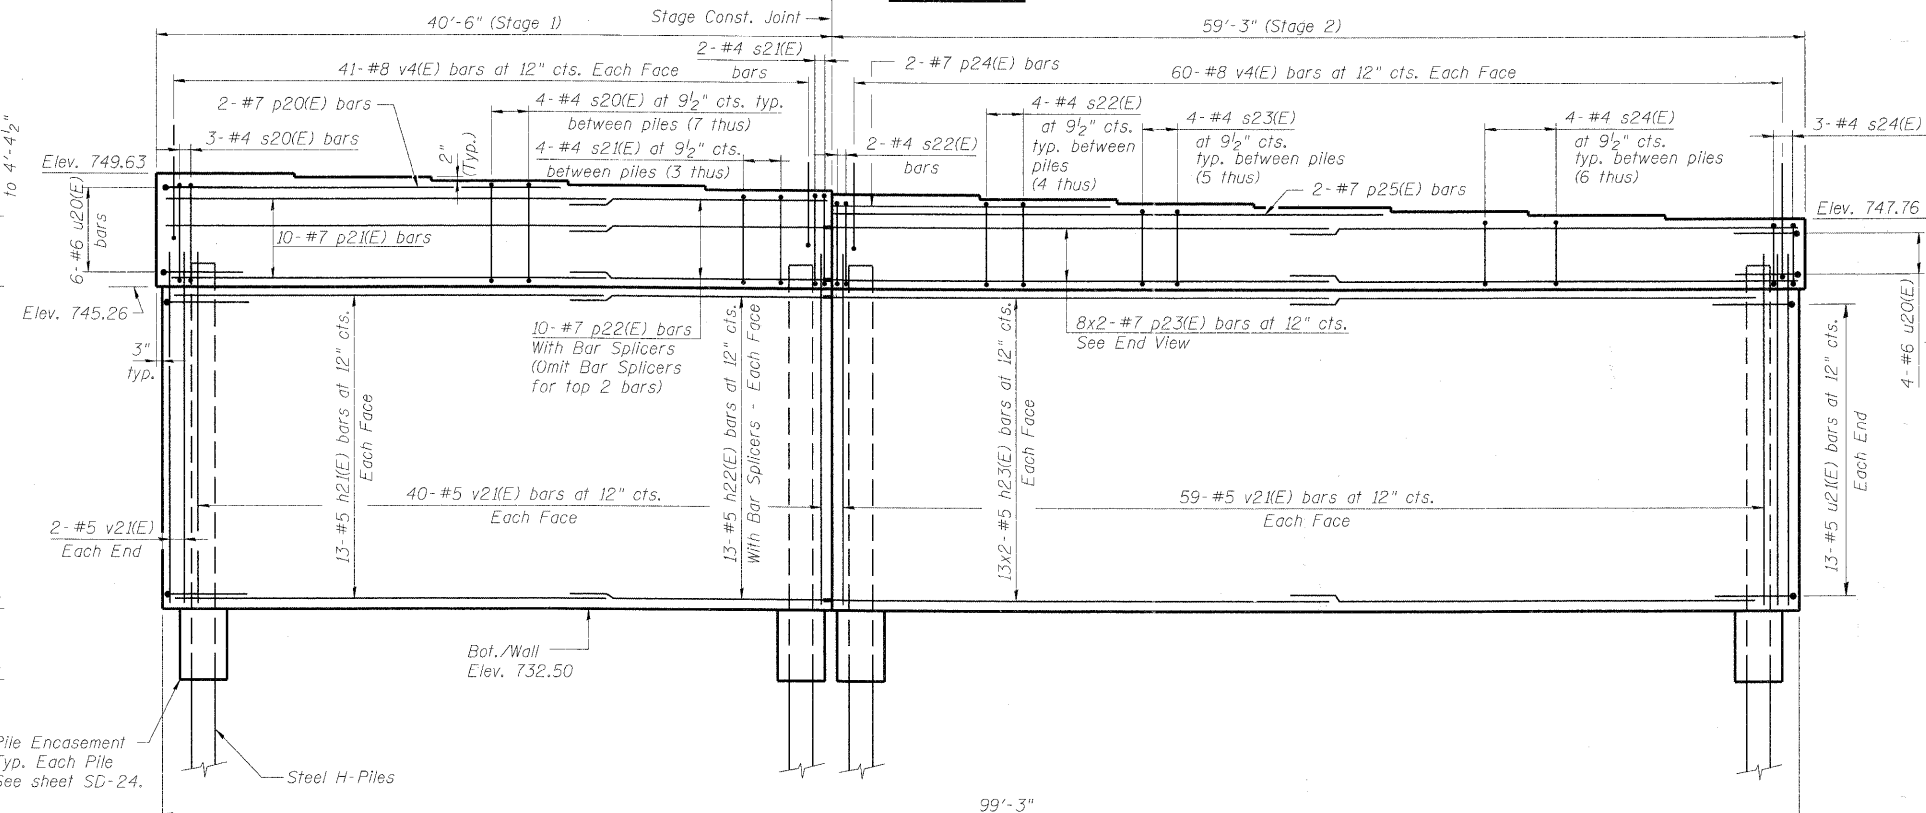 Stage Const. Joint
40'-6" (Stage 1)
59'-3" (Stage 2)
2-#4 s21(E)
bars
41-#8 v4(E) bars at 12" cts. Each Face
2-#7 p24(E) bars
60-#8 v4(E) bars at 12" cts. Each Face
2-#7 p20(E) bars
4-#4 s20(E) at 9½" cts. typ.
between piles (7 thus)
3-#4 s20(E) bars
2"
(Typ.)
4-#4 s21(E) at 9½" cts.
between piles (3 thus)
2-#4 s22(E)
bars
4-#4 s22(E)
at 9½" cts.
typ. between
piles
(4 thus)
4-#4 s23(E)
at 9½" cts.
typ. between piles
(5 thus)
4-#4 s24(E)
at 9½" cts.
typ. between piles
(6 thus)
3-#4 s24(E)
to 4'-4½"
Elev. 749.63
2-#7 p25(E) bars
Elev. 747.76
6-#6 u20(E)
bars
10-#7 p21(E) bars
Elev. 745.26
3"
typ.
10-#7 p22(E) bars
With Bar Splicers
(Omit Bar Splicers
for top 2 bars)
8x2-#7 p23(E) bars at 12" cts.
See End View
4-#6 u20(E)
13-#5 h21(E) bars at 12" cts.
Each Face
13-#5 h22(E) bars at 12" cts.
With Bar Splicers - Each Face
13x2-#5 h23(E) bars at 12" cts.
Each Face
13-#5 u21(E) bars at 12" cts.
Each End
40-#5 v21(E) bars at 12" cts.
Each Face
59-#5 v21(E) bars at 12" cts.
Each Face
2-#5 v21(E)
Each End
Bot./Wall
Elev. 732.50
Pile Encasement
Typ. Each Pile
See sheet SD-24.
Steel H-Piles
99'-3"